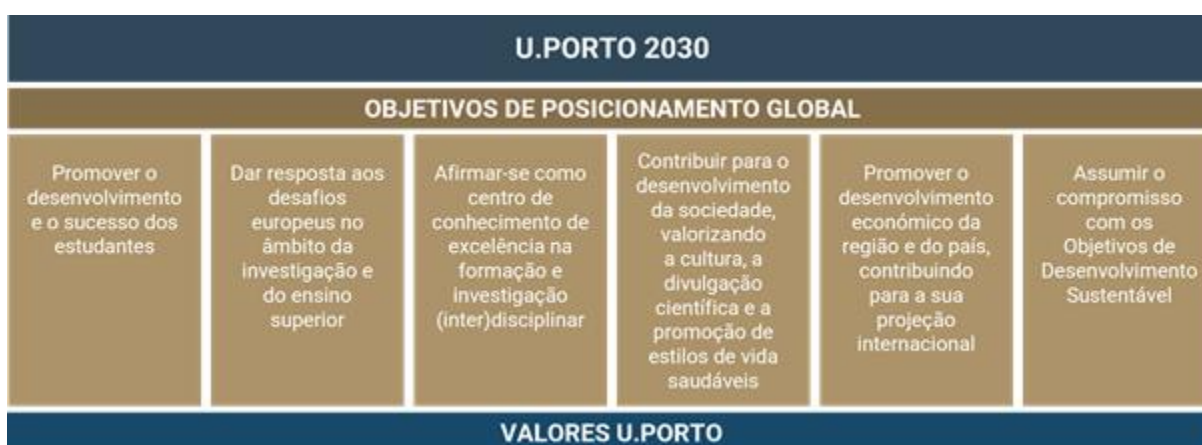 U.PORTO 2030
OBJETIVOS DE POSICIONAMENTO GLOBAL
Promover o
desenvolvimento
e o sucesso dos
estudantes
Dar resposta aos
desafios
europeus no
âmbito da
investigação e
do ensino
superior
Afirmar-se como
centro de
conhecimento de
excelência na
formação e
investigação
(inter)disciplinar
Contribuir para o
desenvolvimento
da sociedade,
valorizando
a cultura, a
divulgação
científica e a
promoção de
estilos de vida
saudáveis
Promover o
desenvolvimento
económico da
região e do país,
contribuindo
para a sua
projeção
internacional
Assumir o
compromisso
com os
Objetivos de
Desenvolvimento
Sustentável
VALORES U.PORTO